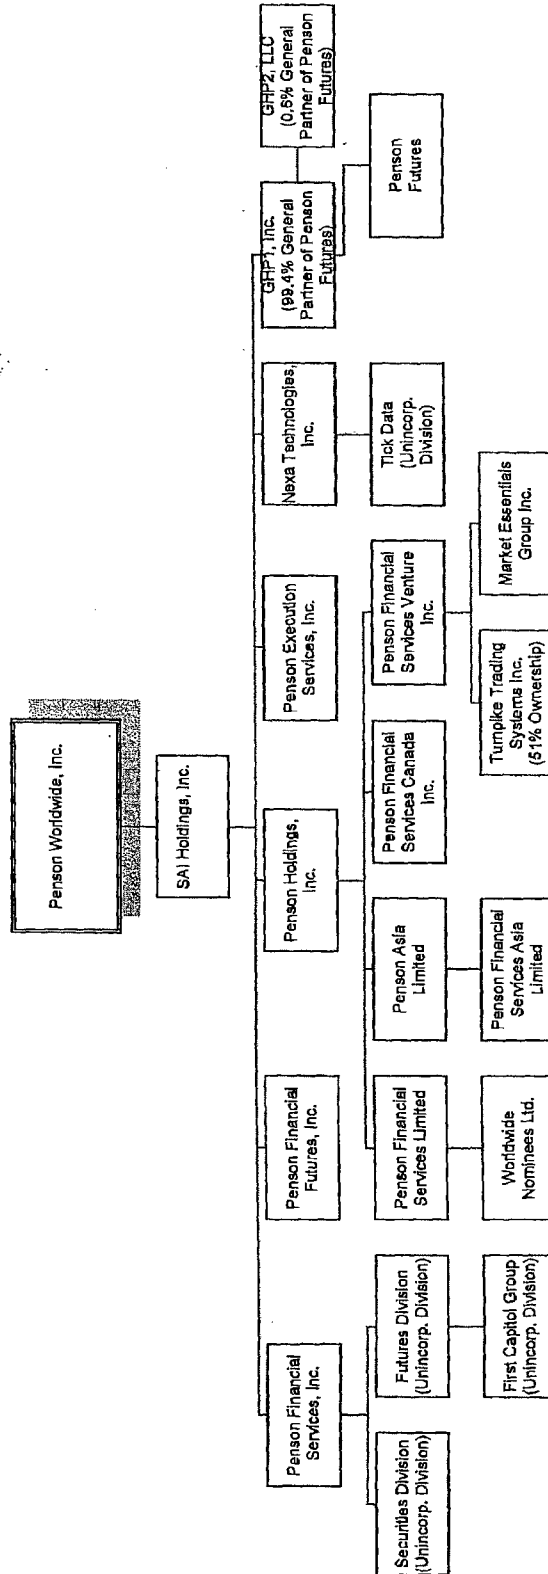 Penson Worldwide, Inc.
SAI Holdings, Inc.
Penson Financial
Services, Inc.
Penson Financial
Futures, Inc.
Penson Holdings,
Inc.
Penson Execution
Services, Inc.
Nexa Technologies,
Inc.
GHP1, Inc.
(99.4% General
Partner of Penson
Futures)
GHP2, LLC
(0.6% General
Partner of Penson
Futures)
Securities Division
(Unincorp. Division)
Futures Division
(Unincorp. Division)
Penson Financial
Services Limited
Penson Asia
Limited
Penson Financial
Services Canada
Inc.
Penson Financial
Services Venture
Inc.
Tick Data
(Unincorp.
Division)
Penson
Futures
First Capitol Group
(Unincorp. Division)
Worldwide
Nominees Ltd.
Penson Financial
Services Asia
Limited
Turnpike Trading
Systems Inc.
(51% Ownership)
Market Essentials
Group Inc.